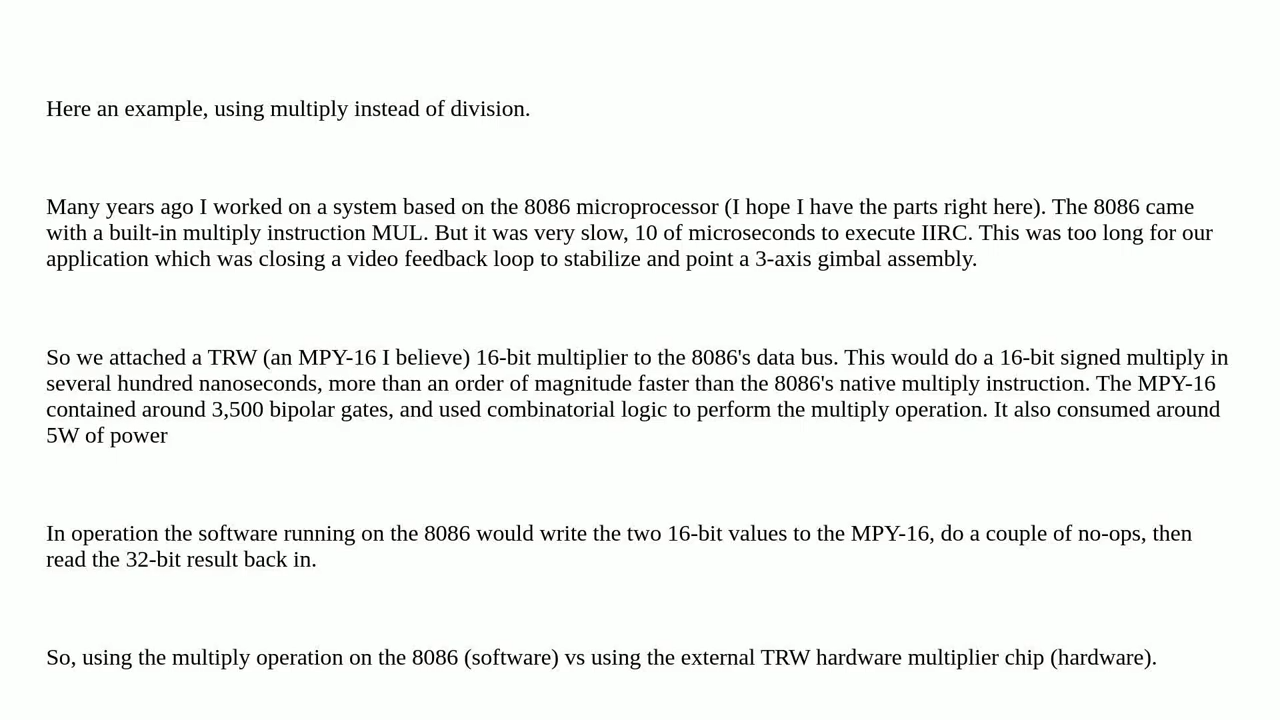 Here an example, using multiply instead of division.
Many years ago I worked on a system based on the 8086 microprocessor (I hope I have the parts right here). The 8086 came
with a built-in multiply instruction MUL. But it was very slow, 10 of microseconds to execute IIRC. This was too long for our
application which was closing a video feedback loop to stabilize and point a 3-axis gimbal assembly.
So we attached a TRW (an MPY-16 I believe) 16-bit multiplier to the 8086's data bus. This would do a 16-bit signed multiply in
several hundred nanoseconds, more than an order of magnitude faster than the 8086's native multiply instruction. The MPY-16
contained around 3,500 bipolar gates, and used combinatorial logic to perform the multiply operation. It also consumed around
5W of power
In operation the software running on the 8086 would write the two 16-bit values to the MPY-16, do a couple of no-ops, then
read the 32-bit result back in.
So, using the multiply operation on the 8086 (software) vs using the external TRW hardware multiplier chip (hardware).